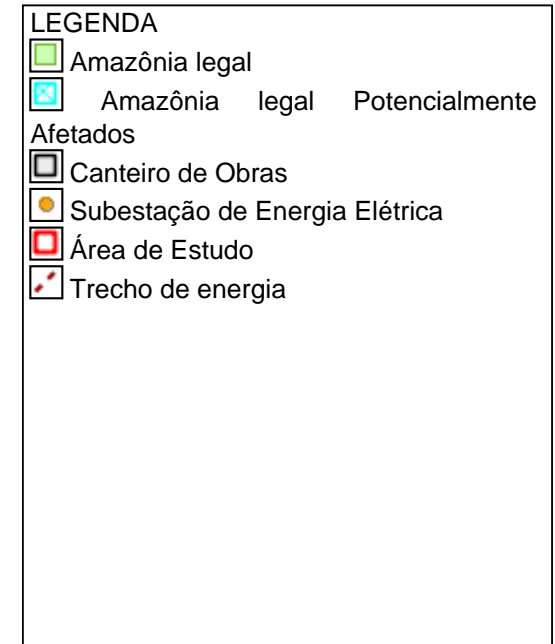 LEGENDA
Amazônia legal
Amazônia legal Potencialmente
Afetados
Canteiro de Obras
Subestação de Energia Elétrica
Área de Estudo
Trecho de energia